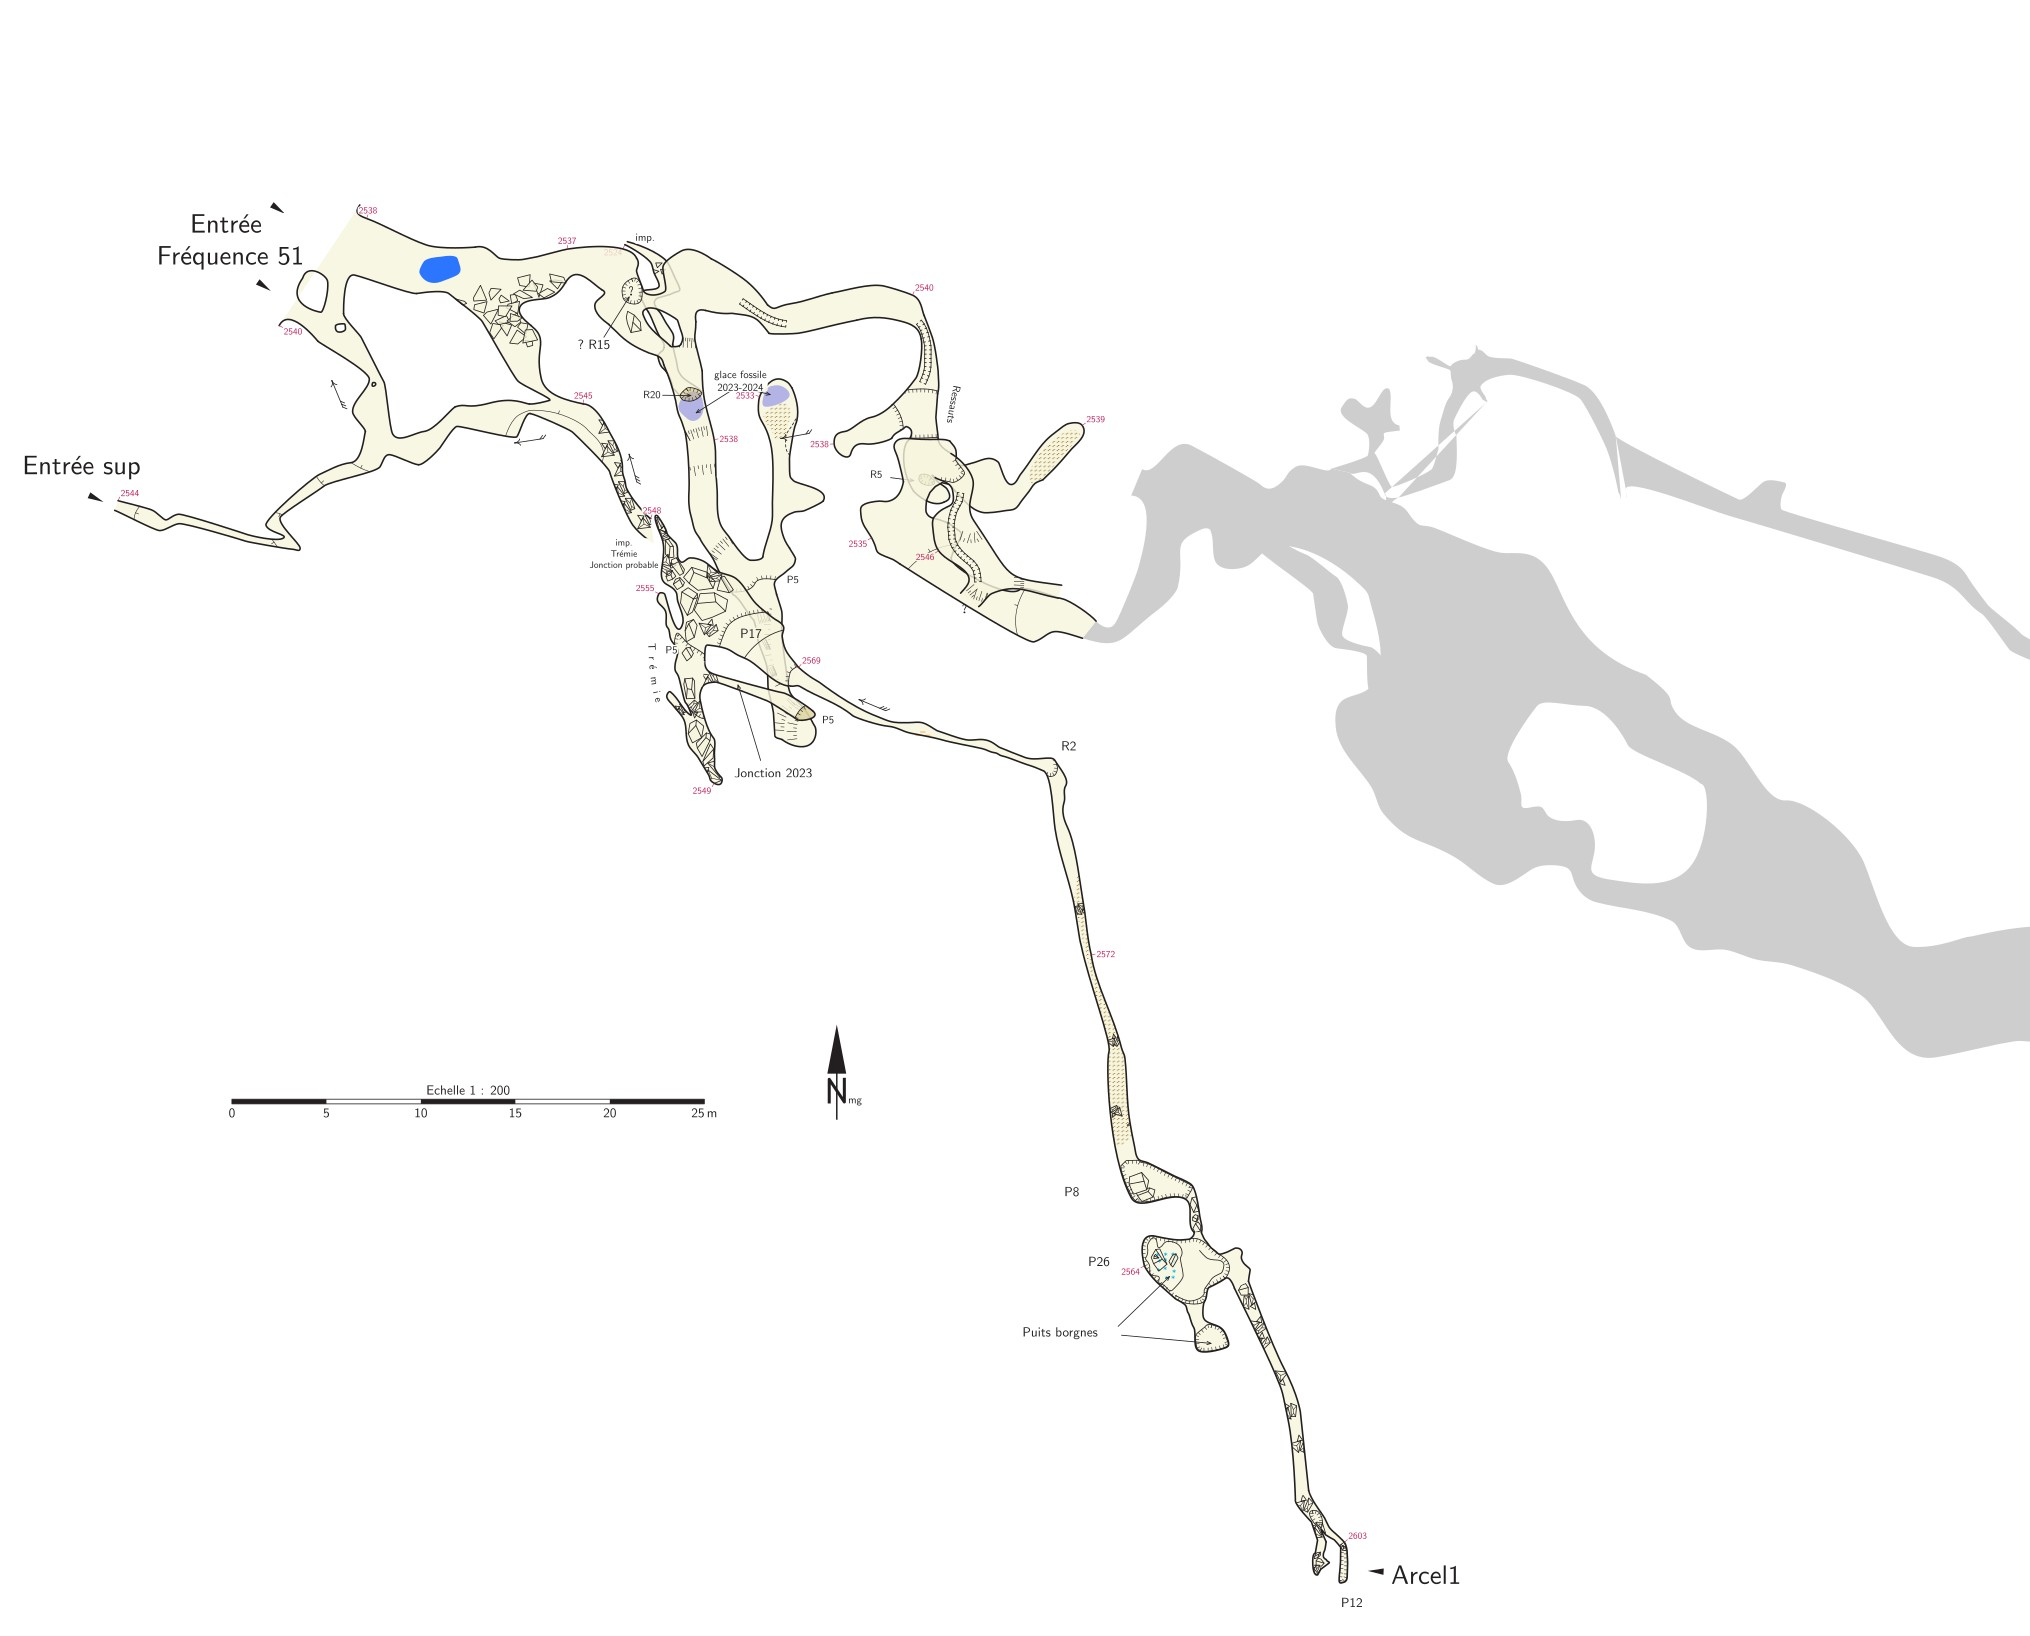 2538
Entrée
Fréquence 51
2537
imp.
2540
2540
? R15
glace fossile
2023-2024
R20
2533
2545
Ressauts
2538
2538
2539
Entrée sup
R5
2544
2548
imp.
Trémie
Jonction probable
2535
2546
2555
P5
P17
P5
Trémie
2569
P5
R2
Jonction 2023
2549
2572
Echelle 1 : 200
0 5 10 15 20 25 m
N mg
P8
P26
2564
Puits borgnes
2603
Arcel1
P12
?